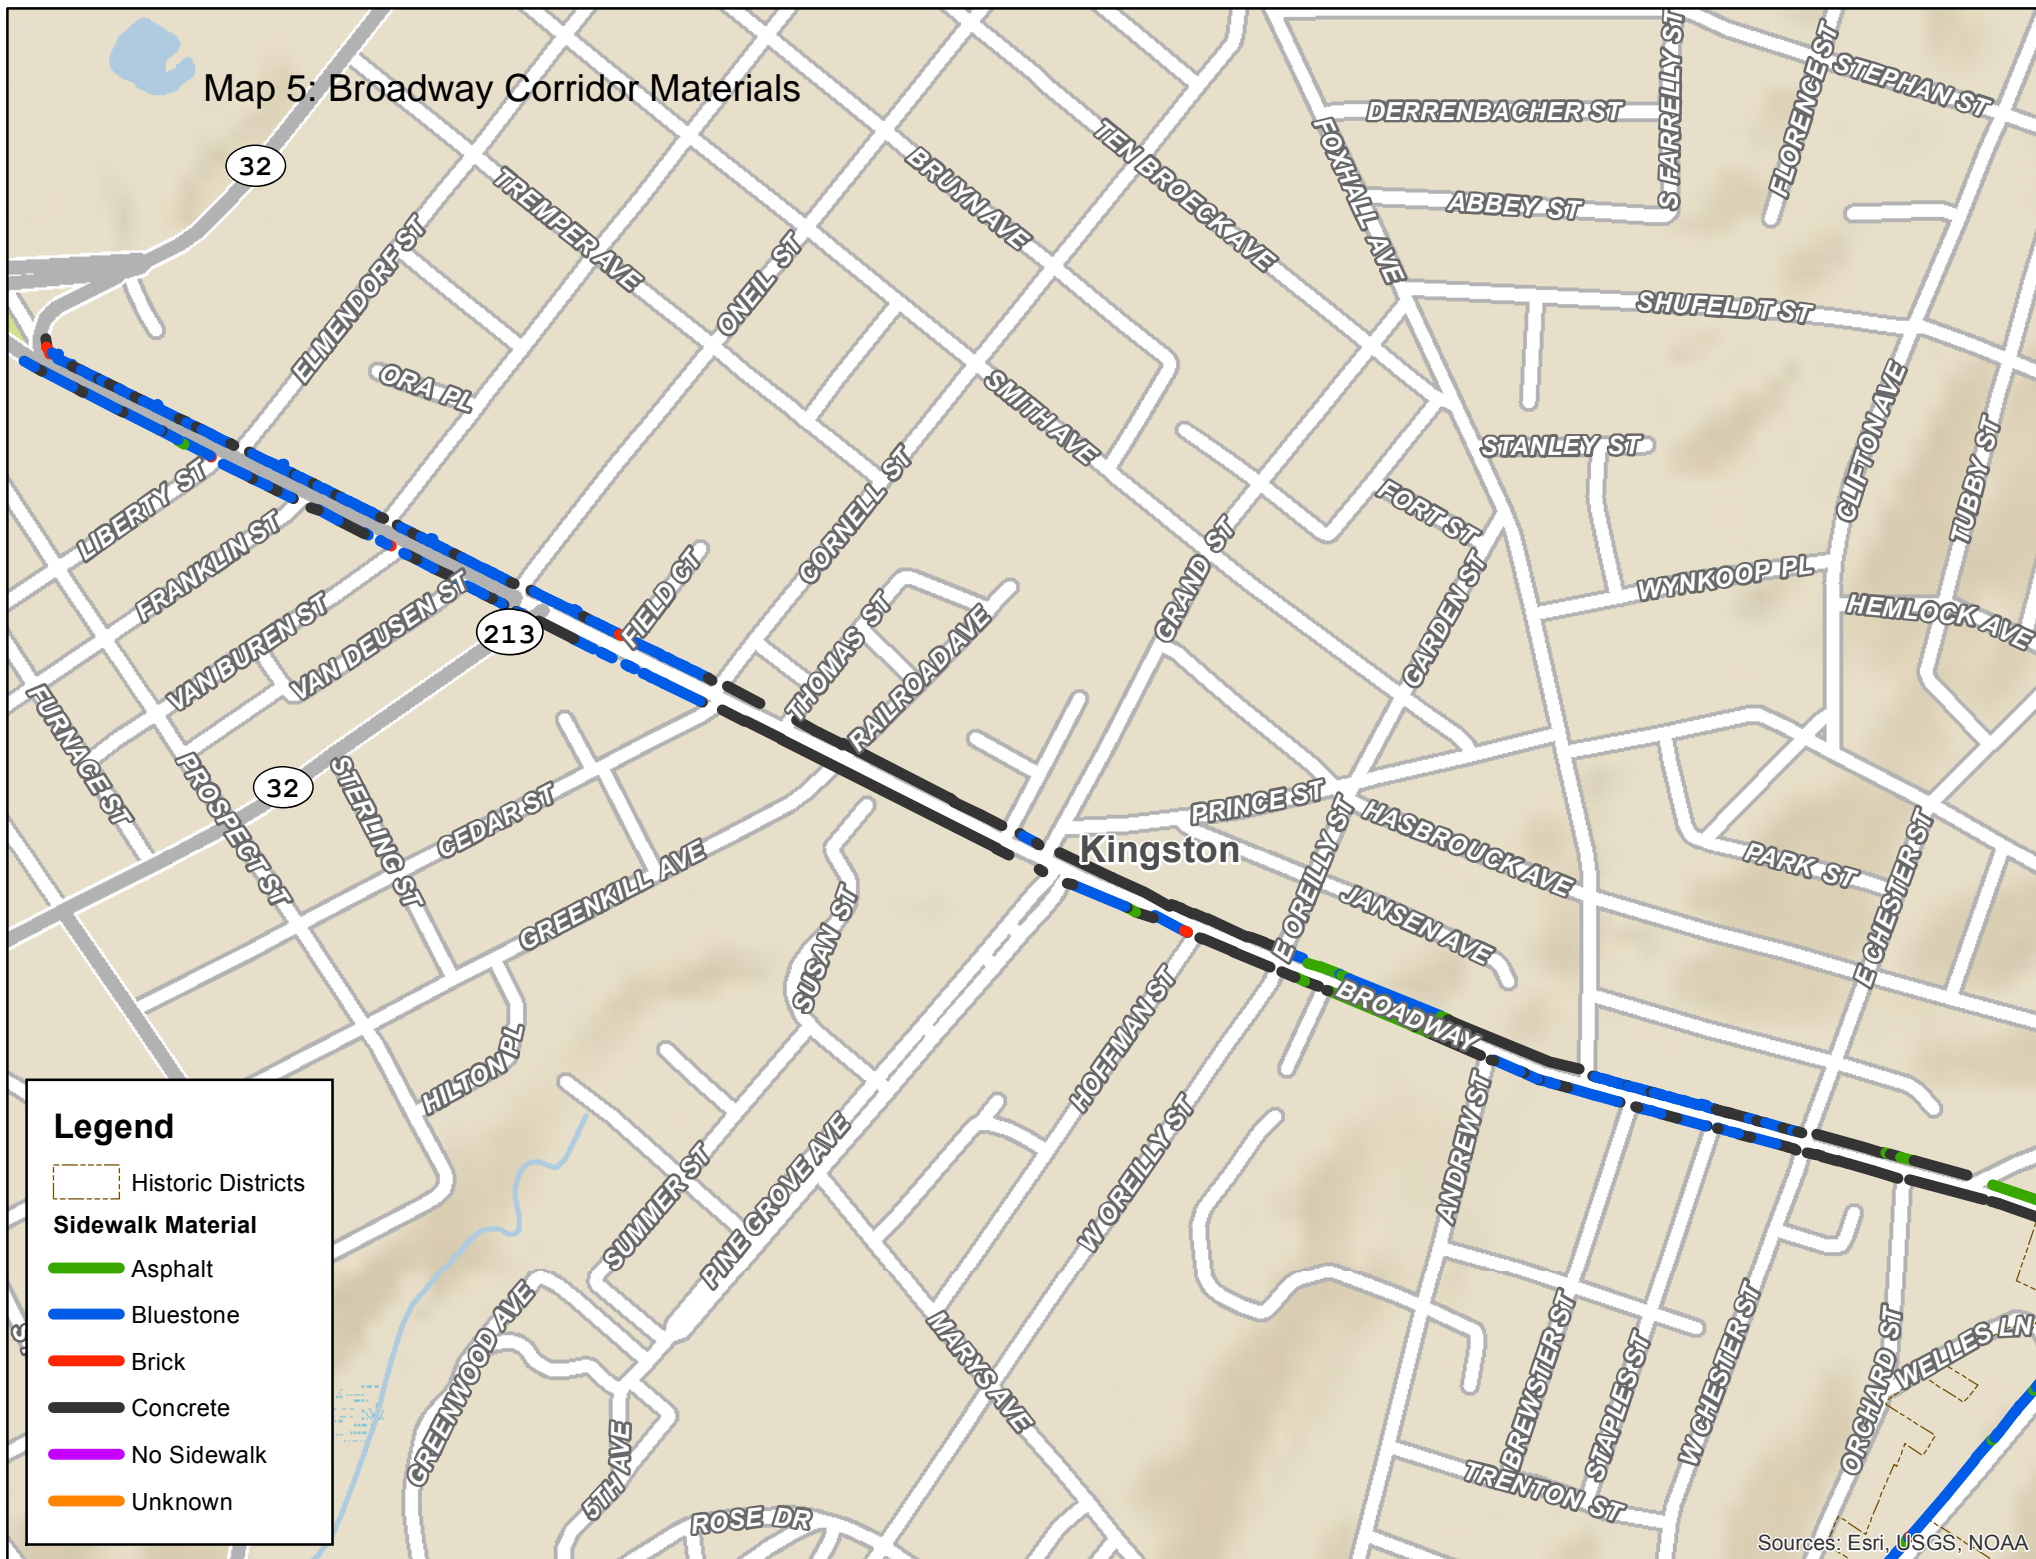 Map 5: Broadway Corridor Materials
32
STEPHAN ST
DERRENBACHER ST
S FARRELLY ST
FLORENCE ST
FOXHALL AVE
TEN BROECK AVE
BRUYN AVE
TREMPER AVE
ABBEY ST
ELMENDORF ST
ONEIL ST
SHUFELDT ST
ORA PL
SMITH AVE
CLIFTON AVE
TUBBY ST
STANLEY ST
CORNELL ST
FORT ST
LIBERTY ST
FRANKLIN ST
GRAND ST
GARDEN ST
WYNKOOP PL
HEMLOCK AVE
VAN BUREN ST
VAN DEUSEN ST
213
FIELD CT
THOMAS ST
RAILROAD AVE
FURNACE ST
PROSPECT ST
32
STERLING ST
CEDAR ST
GREENKILL AVE
PRINCE ST
Kingston
HASBROUCK AVE
E OREILLY ST
JANSEN AVE
PARK ST
E CHESTER ST
SUSAN ST
BROADWAY
HILTON PL
HOFFMAN ST
ANDREW ST
W OREILLY ST
SUMMER ST
PINE GROVE AVE
GREENWOOD AVE
MARYS AVE
BREWSTER ST
STAPLES ST
W CHESTER ST
ORCHARD ST
WELLES LN
5TH AVE
ROSE DR
TRENTON ST
Legend
Historic Districts
Sidewalk Material
Asphalt
Bluestone
Brick
Concrete
No Sidewalk
Unknown
Sources: Esri, USGS, NOAA